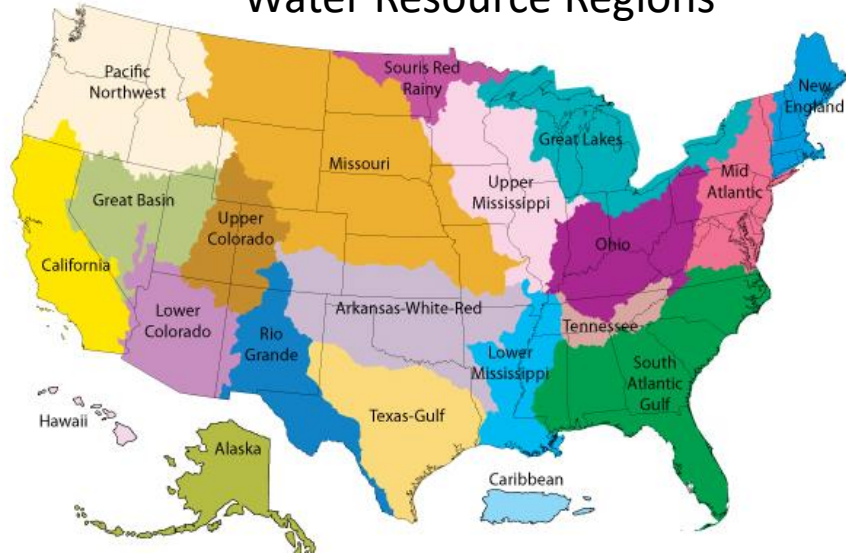 Water Resource Regions
Pacific
Northwest
Souris Red
Rainy
New
England
Great Lakes
Missouri
Upper
Mississippi
Mid
Atlantic
Great Basin
Upper
Colorado
Ohio
California
Lower
Colorado
Arkansas-White-Red
Tennessee
Rio
Grande
Lower
Mississippi
South
Atlantic
Gulf
Texas-Gulf
Hawaii
Alaska
Caribbean